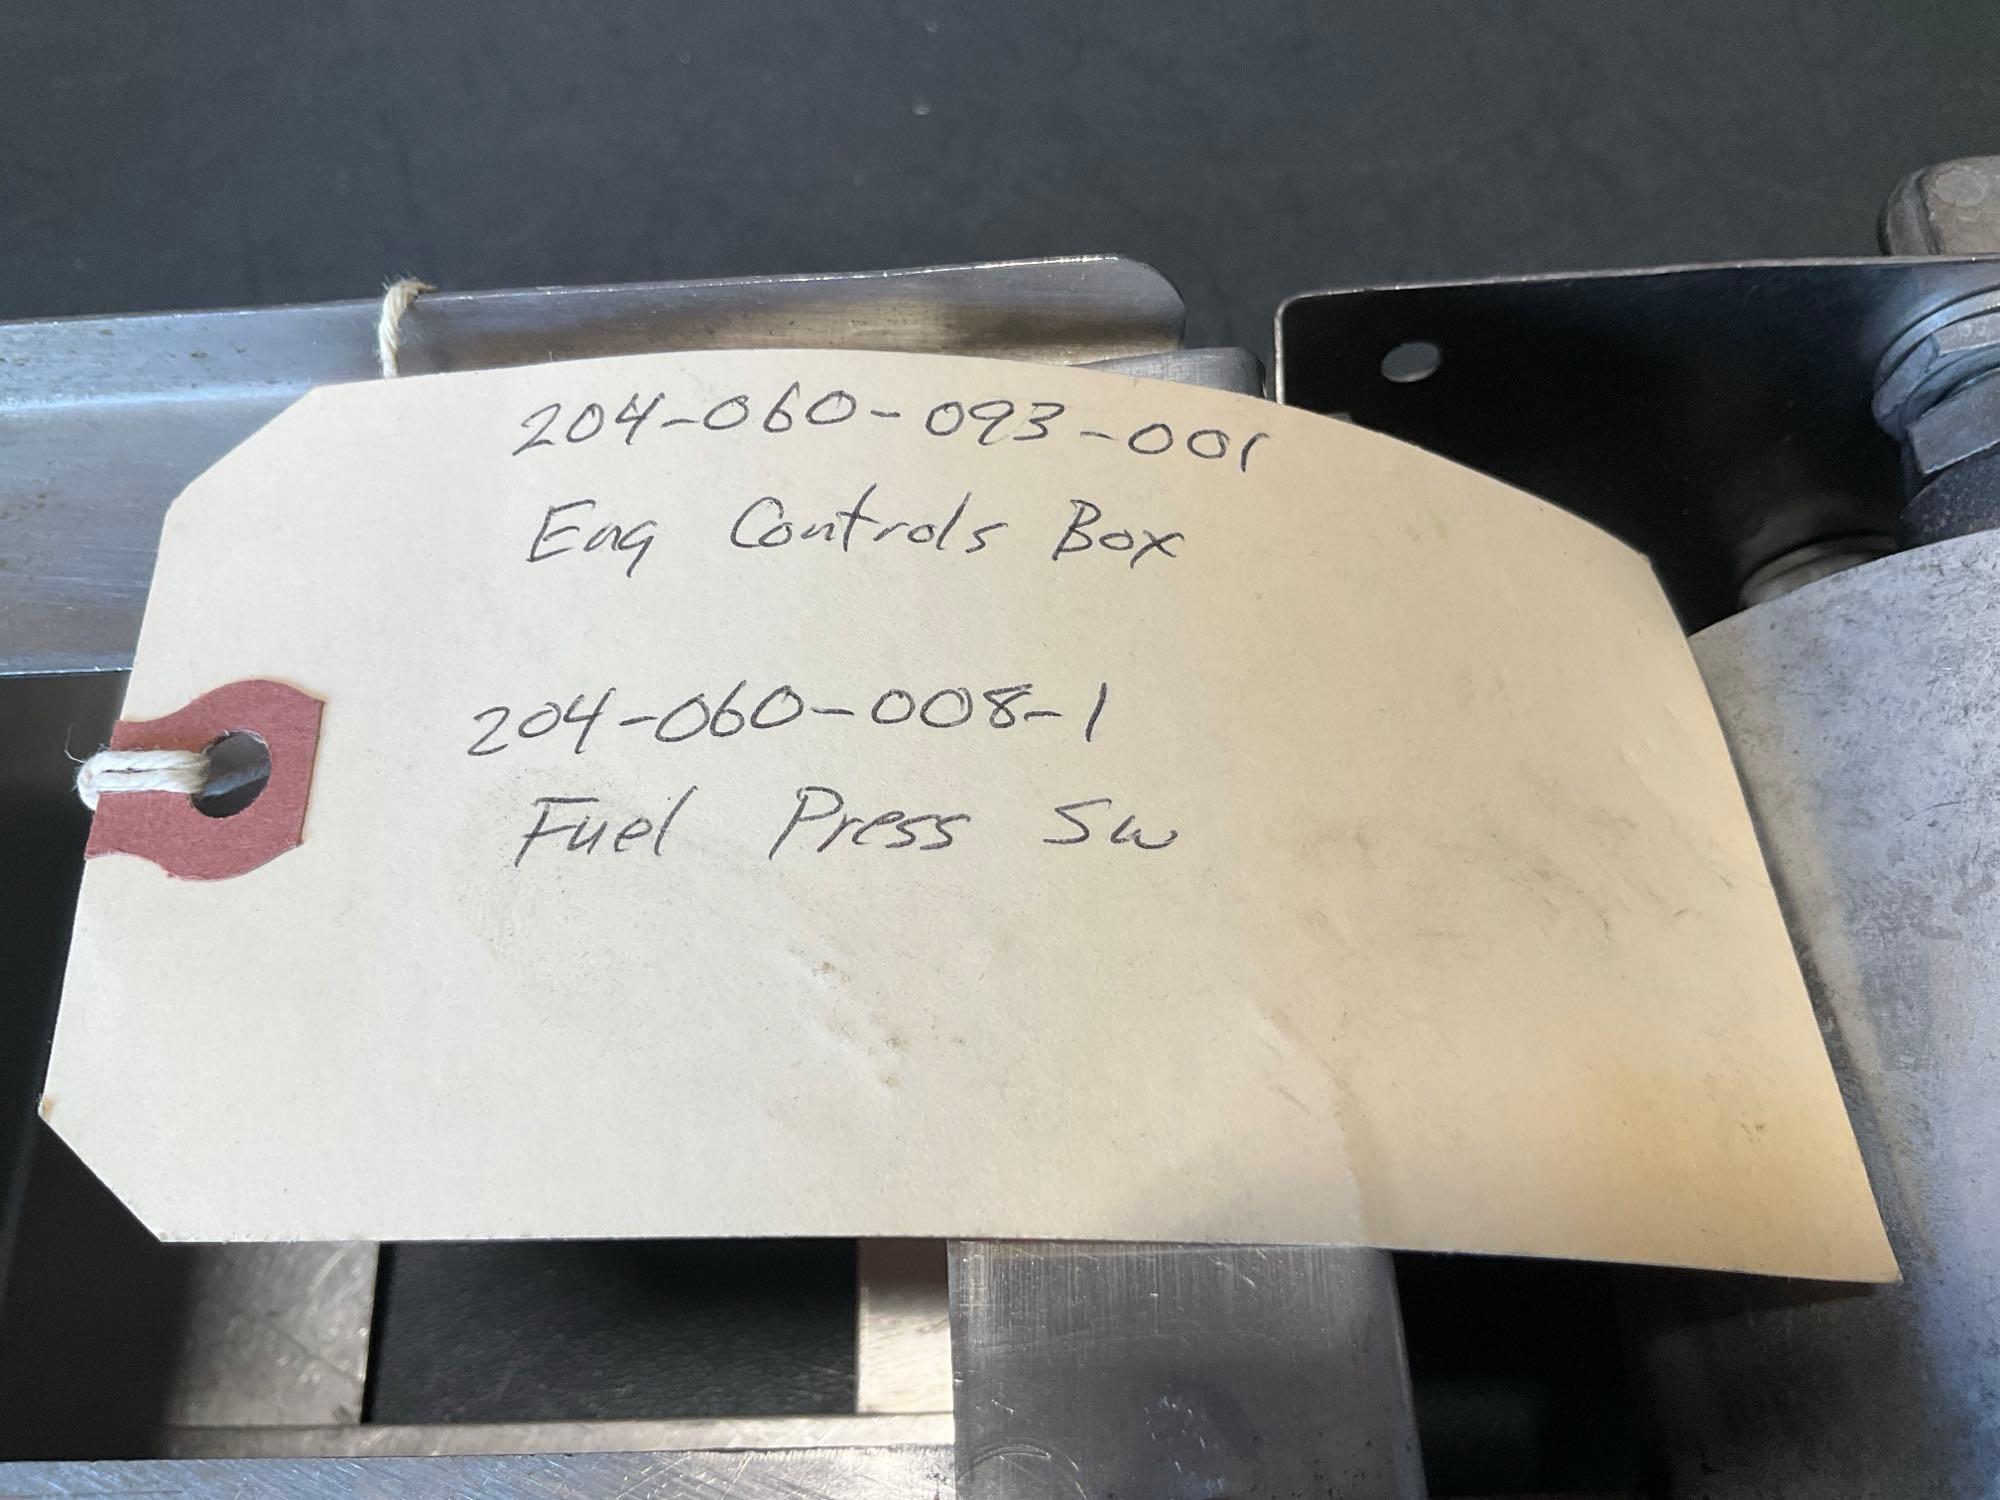 204-060-093-001
Eng Controls Box
204-060-008-1
Fuel Press Sw